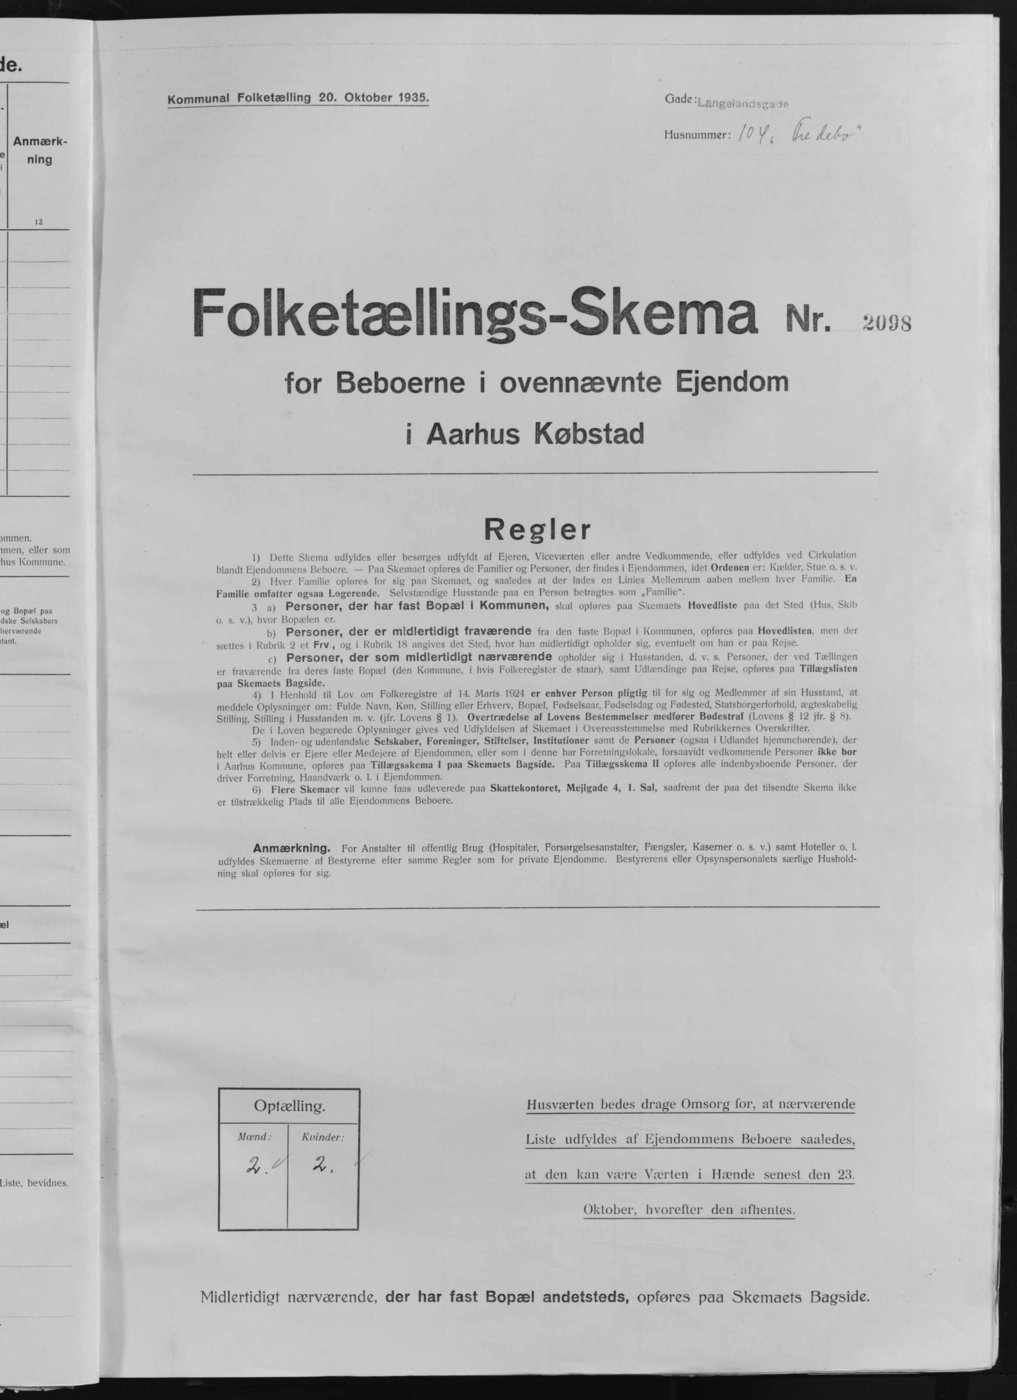 de.
Anmærk-
ning
12
ommen.
mmen, eller som
hus Kommune.
og Bopæl paa
dske Selskabers
herværende
tant.
æl
Liste, bevidnes.
Kommunal Folketælling 20. Oktober 1935.
Gade: Langelandsgade
Husnummer: 104, Fredebo"
Folketællings-Skema Nr. 2098
for Beboerne i ovennævnte Ejendom
i Aarhus Købstad
Regler
1) Dette Skema udfyldes eller besørges udfyldt af Ejeren, Viceværten eller andre Vedkommende, eller udfyldes ved Cirkulation
blandt Ejendommens Beboere. — Paa Skemaet opføres de Familier og Personer, der findes i Ejendommen, idet Ordenen er: Kælder, Stue o. s. v.
2) Hver Familie opføres for sig paa Skemaet, og saaledes at der lades en Linies Mellemrum aaben mellem hver Familie. En
Familie omfatter ogsaa Logerende. Selvstændige Husstande paa en Person betragtes som „Familie".
3 a) Personer, der har fast Bopæl i Kommunen, skal opføres paa Skemaets Hovedliste paa det Sted (Hus, Skib
o. s. v.), hvor Bopælen er.
b) Personer, der er midlertidigt fraværende fra den faste Bopæl i Kommunen, opføres paa Hovedlisten, men der
sættes i Rubrik 2 et Frv., og i Rubrik 18 angives det Sted, hvor han midlertidigt opholder sig, eventuelt om han er paa Rejse.
c) Personer, der som midlertidigt nærværende opholder sig i Husstanden, d. v. s. Personer, der ved Tællingen
er fraværende fra deres faste Bopæl (den Kommune, i hvis Folkeregister de staar), samt Udlændinge paa Rejse, opføres paa Tillægslisten
paa Skemaets Bagside.
4) I Henhold til Lov om Folkeregistre af 14. Marts 1924 er enhver Person pligtig til for sig og Medlemmer af sin Husstand, at
meddele Oplysninger om: Fulde Navn, Køn, Stilling eller Erhverv, Bopæl, Fødselsaar, Fødselsdag og Fødested, Statsborgerforhold, ægteskabelig
Stilling, Stilling i Husstanden m. v. (jfr. Lovens § 1). Overtrædelse af Lovens Bestemmelser medfører Bødestraf (Lovens § 12 jfr. § 8).
De i Loven begærede Oplysninger gives ved Udfyldelsen af Skemaet i Overensstemmelse med Rubrikkernes Overskrifter.
5) Inden- og udenlandske Selskaber, Foreninger, Stiftelser, Institutioner samt de Personer (ogsaa i Udlandet hjemmehørende), der
helt eller delvis er Ejere eller Medejere af Ejendommen, eller som i denne har Forretningslokale, forsaavidt vedkommende Personer ikke bor
i Aarhus Kommune, opføres paa Tillægsskema I paa Skemaets Bagside. Paa Tillægsskema II opføres alle indenbysboende Personer, der
driver Forretning, Haandværk o. l. i Ejendommen.
6) Flere Skemaer vil kunne faas udleverede paa Skattekontoret, Mejlgade 4, 1. Sal, saafremt der paa det tilsendte Skema ikke
er tilstrækkelig Plads til alle Ejendommens Beboere.
Anmærkning. For Anstalter til offentlig Brug (Hospitaler, Forsørgelsesanstalter, Fængsler, Kaserner o. s. v.) samt Hoteller o. l.
udfyldes Skemaerne af Bestyrerne efter samme Regler som for private Ejendomme. Bestyrerens eller Opsynspersonalets særlige Hushold-
ning skal opføres for sig.
Optælling.
Mænd: Kvinder:
2. 2.
Husværten bedes drage Omsorg for, at nærværende
Liste udfyldes af Ejendommens Beboere saaledes,
at den kan være Værten i Hænde senest den 23.
Oktober, hvorefter den afhentes.
Midlertidigt nærværende, der har fast Bopæl andetsteds, opføres paa Skemaets Bagside.